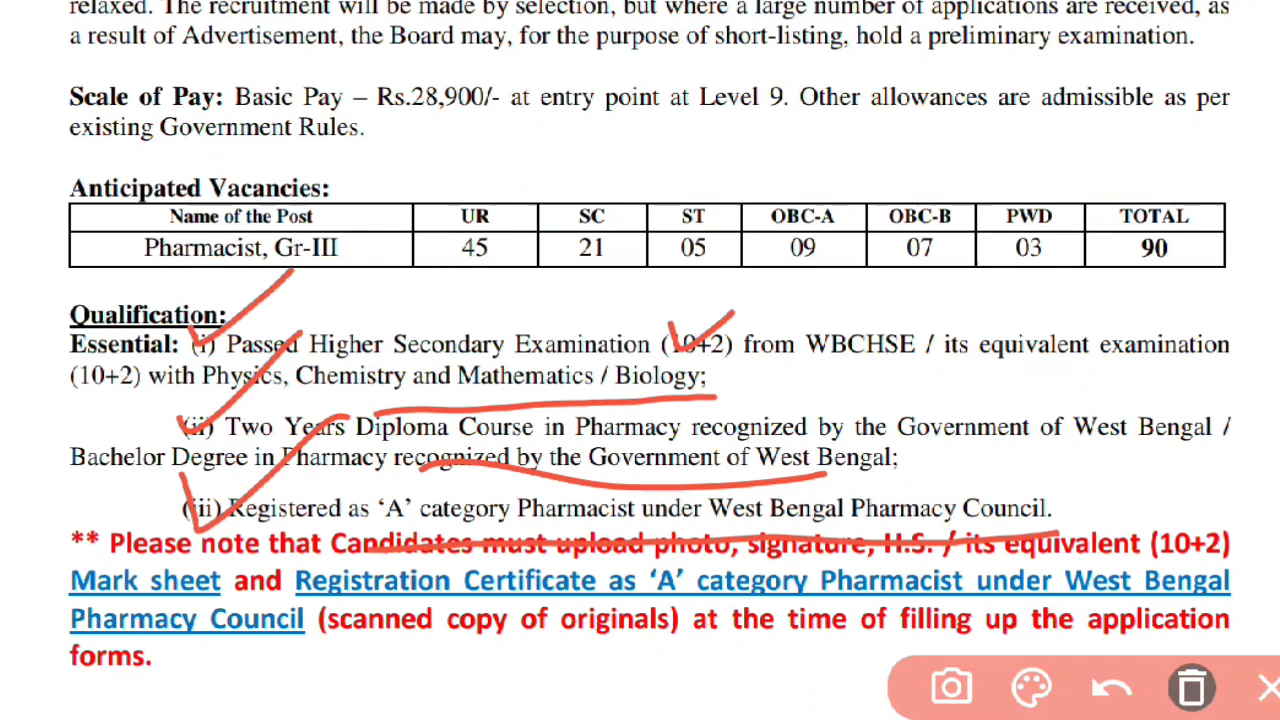 relaxed. The recruitment will be made by selection, but where a large number of applications are received, as
a result of Advertisement, the Board may, for the purpose of short-listing, hold a preliminary examination.
Scale of Pay: Basic Pay – Rs.28,900/- at entry point at Level 9. Other allowances are admissible as per
existing Government Rules.
Anticipated Vacancies:
Name of the Post UR SC ST OBC-A OBC-B PWD TOTAL
Pharmacist, Gr-III 45 21 05 09 07 03 90
Qualification:
Essential: (i) Passed Higher Secondary Examination (10+2) from WBCHSE / its equivalent examination
(10+2) with Physics, Chemistry and Mathematics / Biology;
(ii) Two Years Diploma Course in Pharmacy recognized by the Government of West Bengal /
Bachelor Degree in Pharmacy recognized by the Government of West Bengal;
(iii) Registered as ‘A’ category Pharmacist under West Bengal Pharmacy Council.
** Please note that Candidates must upload photo, signature, H.S. / its equivalent (10+2)
Mark sheet and Registration Certificate as ‘A’ category Pharmacist under West Bengal
Pharmacy Council (scanned copy of originals) at the time of filling up the application
forms.